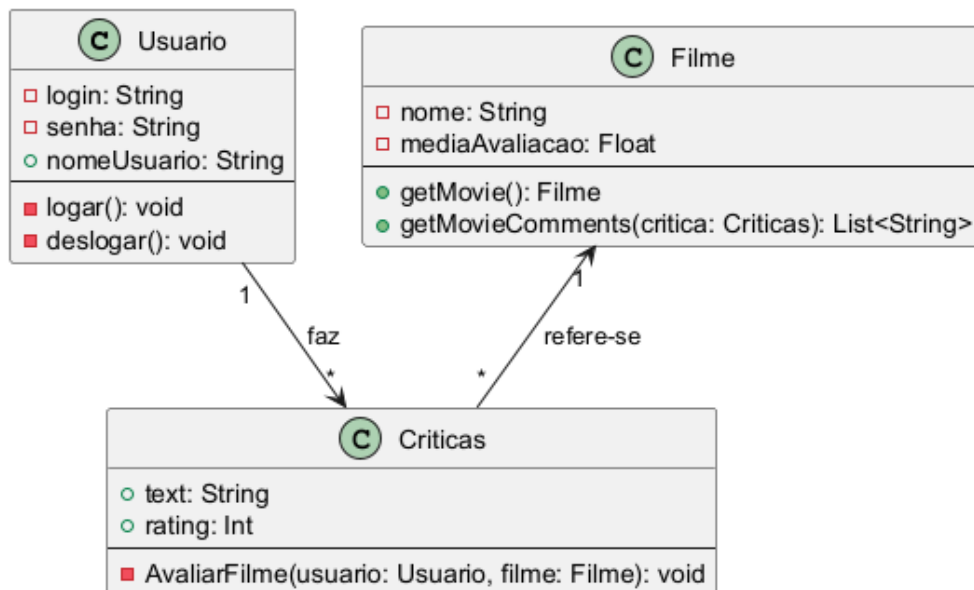 C Usuario
login: String
senha: String
nomeUsuario: String
logar(): void
deslogar(): void
C Filme
nome: String
mediaAvaliacao: Float
getMovie(): Filme
getMovieComments(critica: Criticas): List<String>
1
faz
*
1
refere-se
*
C Criticas
text: String
rating: Int
AvaliarFilme(usuario: Usuario, filme: Filme): void